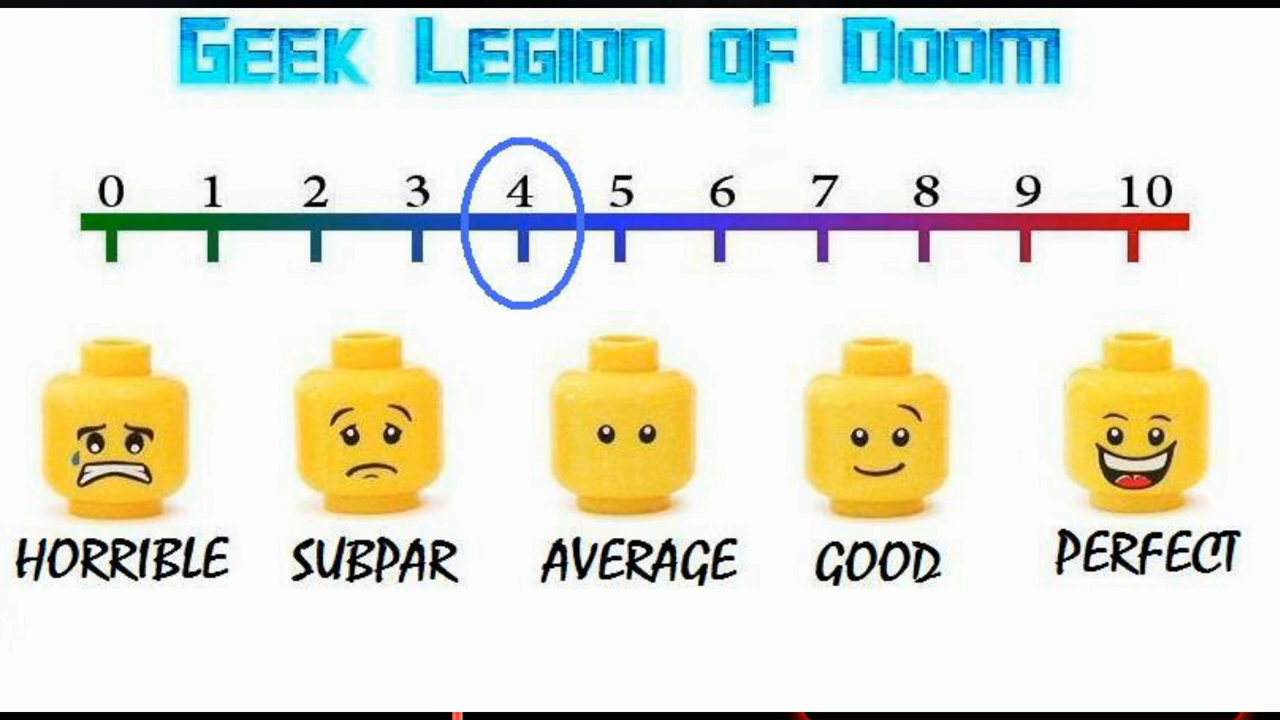 Geek Legion of Doom
0 1 2 3 4 5 6 7 8 9 10
HORRIBLE SUBPAR AVERAGE GOOD PERFECT